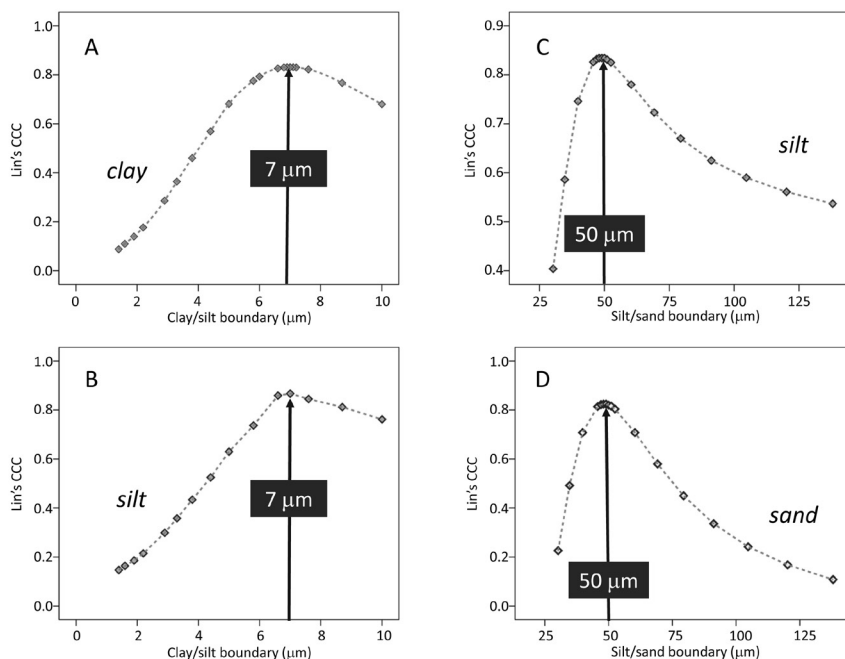 A
Lin's CCC
1.0
0.8
0.6
0.4
0.2
0.0
clay
7 μm
0 2 4 6 8 10
Clay/silt boundary (μm)
C
Lin's CCC
0.9
0.8
0.7
0.6
0.5
0.4
silt
50 μm
25 50 75 100 125
Silt/sand boundary (μm)
B
Lin's CCC
1.0
0.8
0.6
0.4
0.2
0.0
silt
7 μm
0 2 4 6 8 10
Clay/silt boundary (μm)
D
Lin's CCC
1.0
0.8
0.6
0.4
0.2
0.0
sand
50 μm
25 50 75 100 125
Silt/sand boundary (μm)